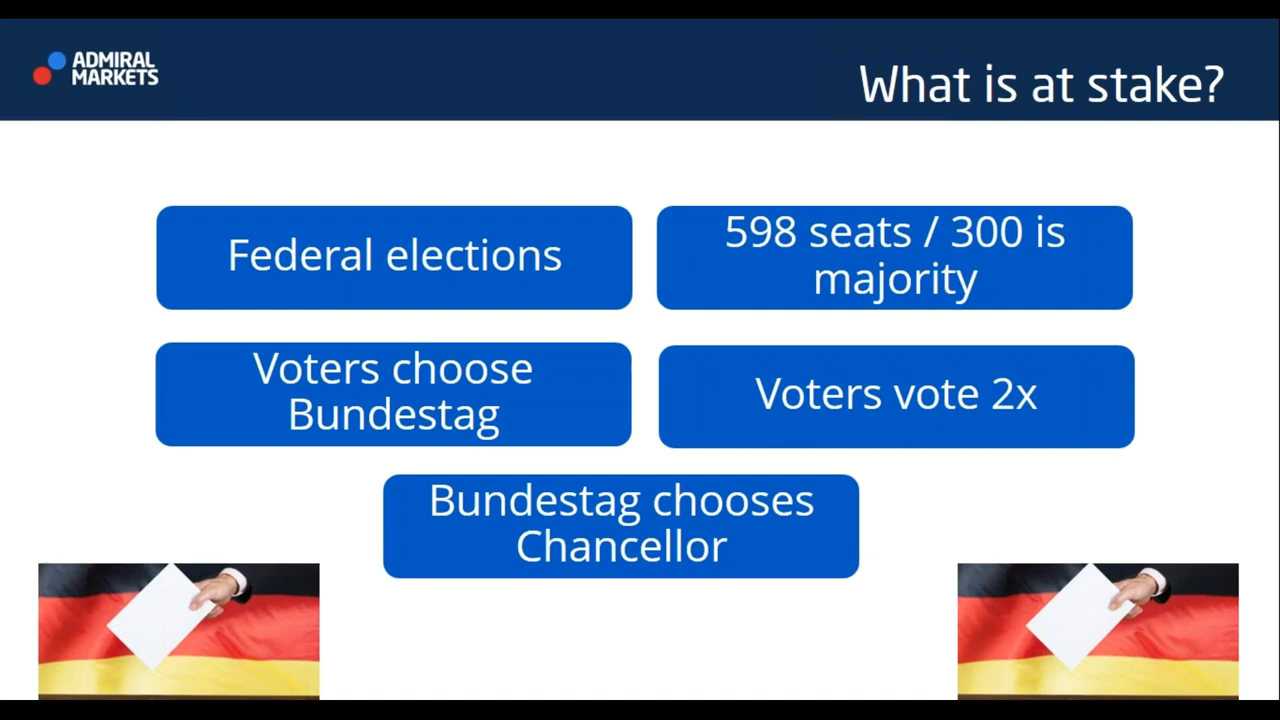 ADMIRAL
MARKETS
What is at stake?
Federal elections
598 seats / 300 is
majority
Voters choose
Bundestag
Voters vote 2x
Bundestag chooses
Chancellor